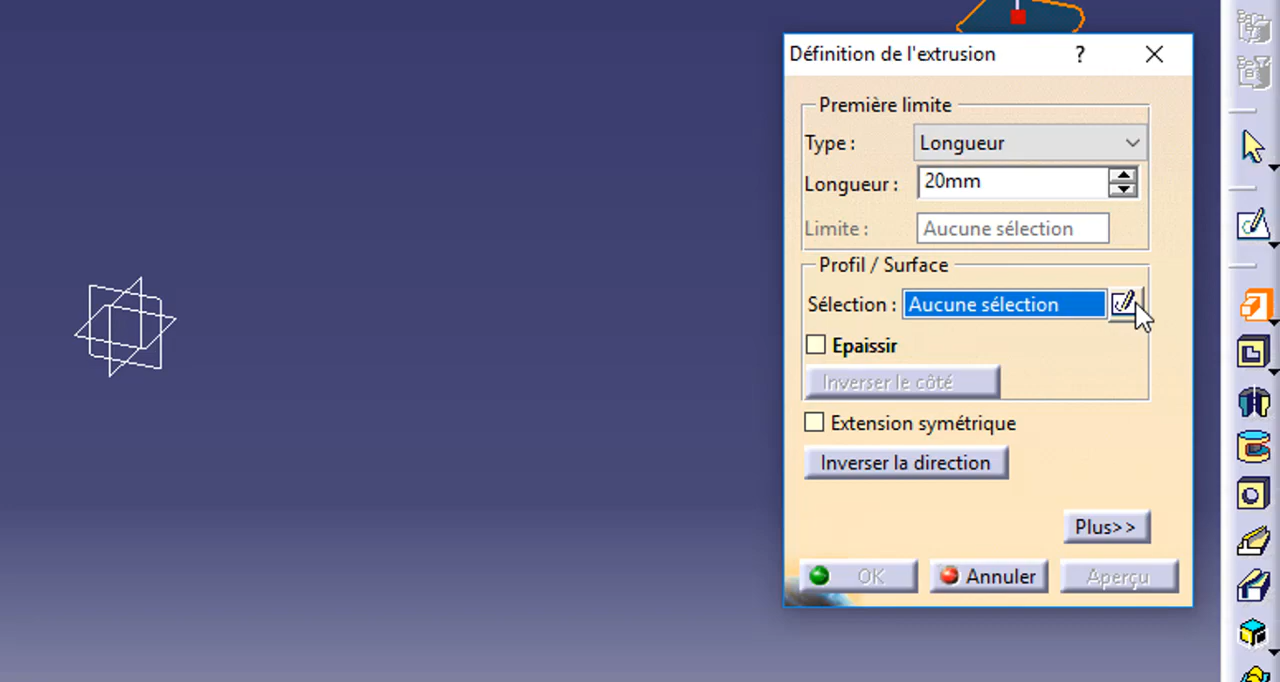 Définition de l'extrusion ?
Première limite
Type : Longueur
Longueur : 20mm
Limite : Aucune sélection
Profil / Surface
Sélection : Aucune sélection
Epaissir
Inverser le côté
Extension symétrique
Inverser la direction
Plus>>
OK Annuler Aperçu